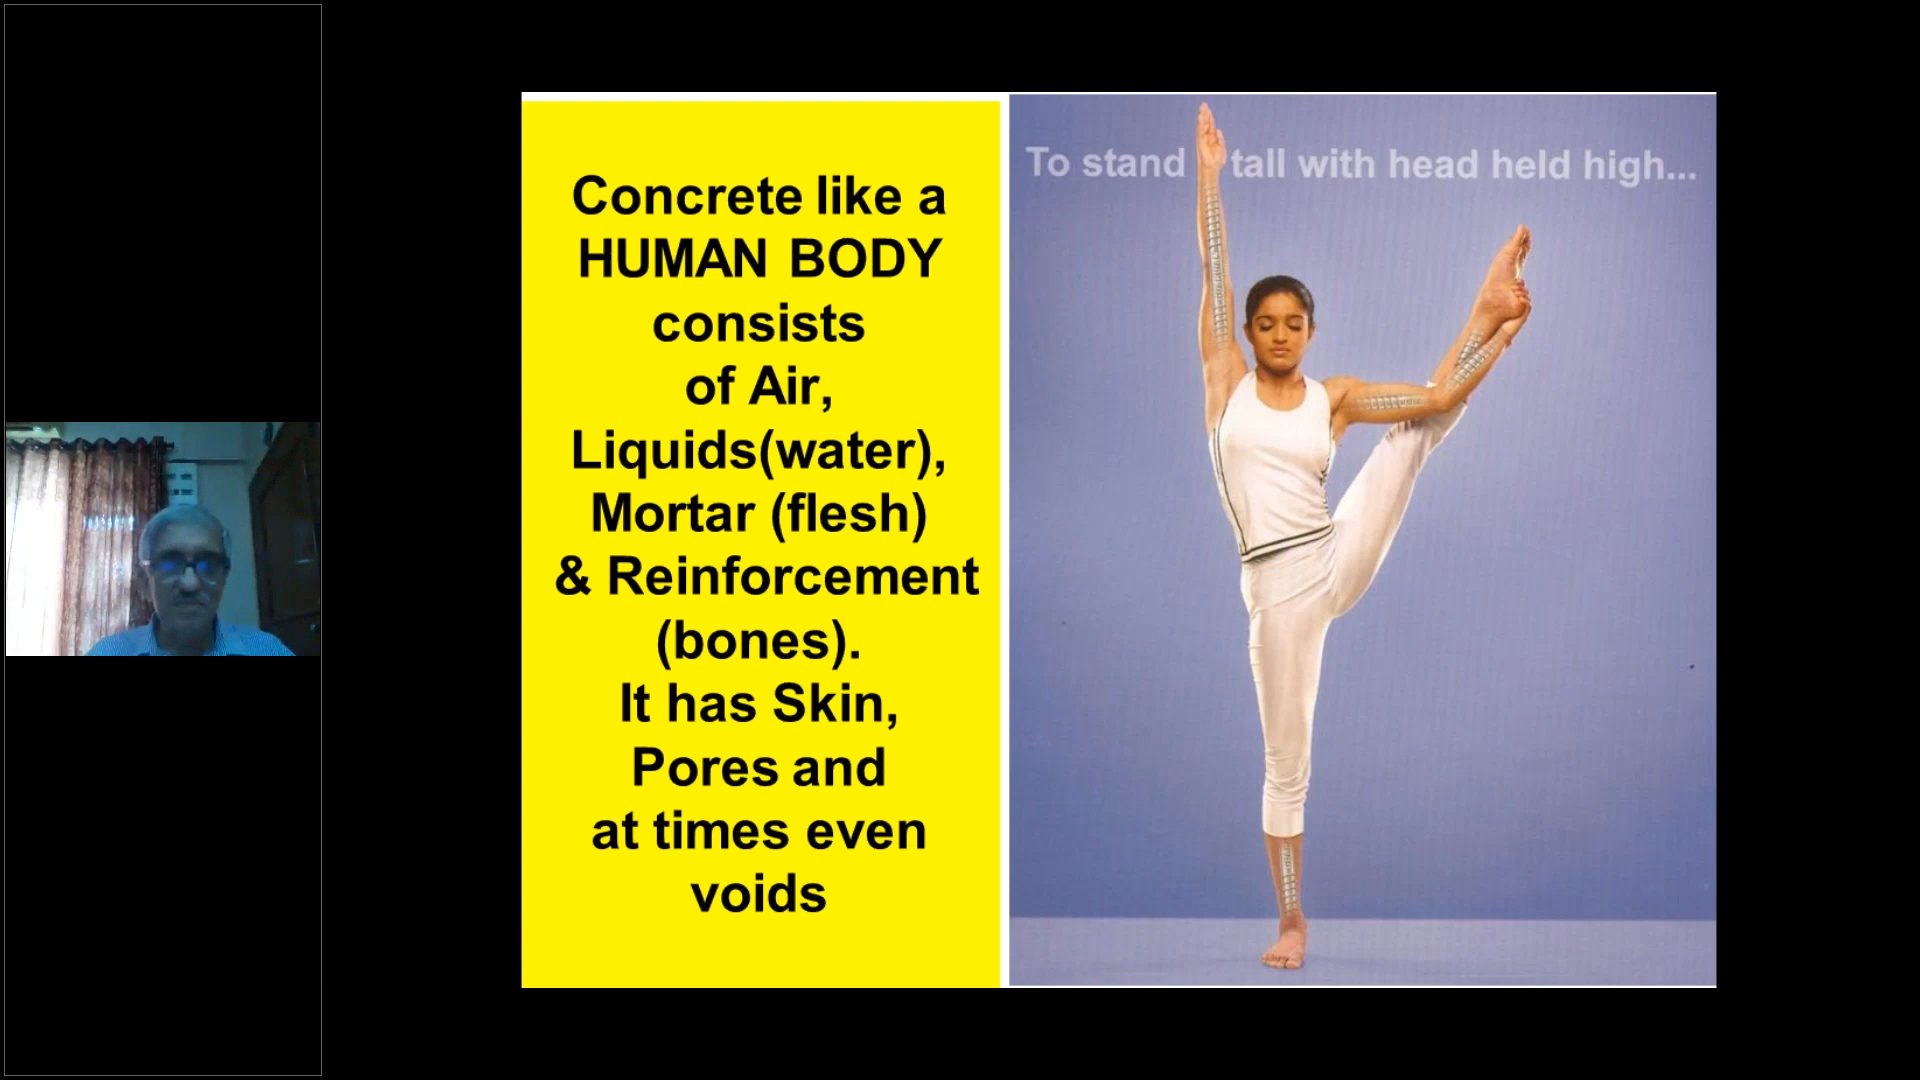 Concrete like a
HUMAN BODY
consists
of Air,
Liquids(water),
Mortar (flesh)
& Reinforcement
(bones).
It has Skin,
Pores and
at times even
voids
To stand tall with head held high...